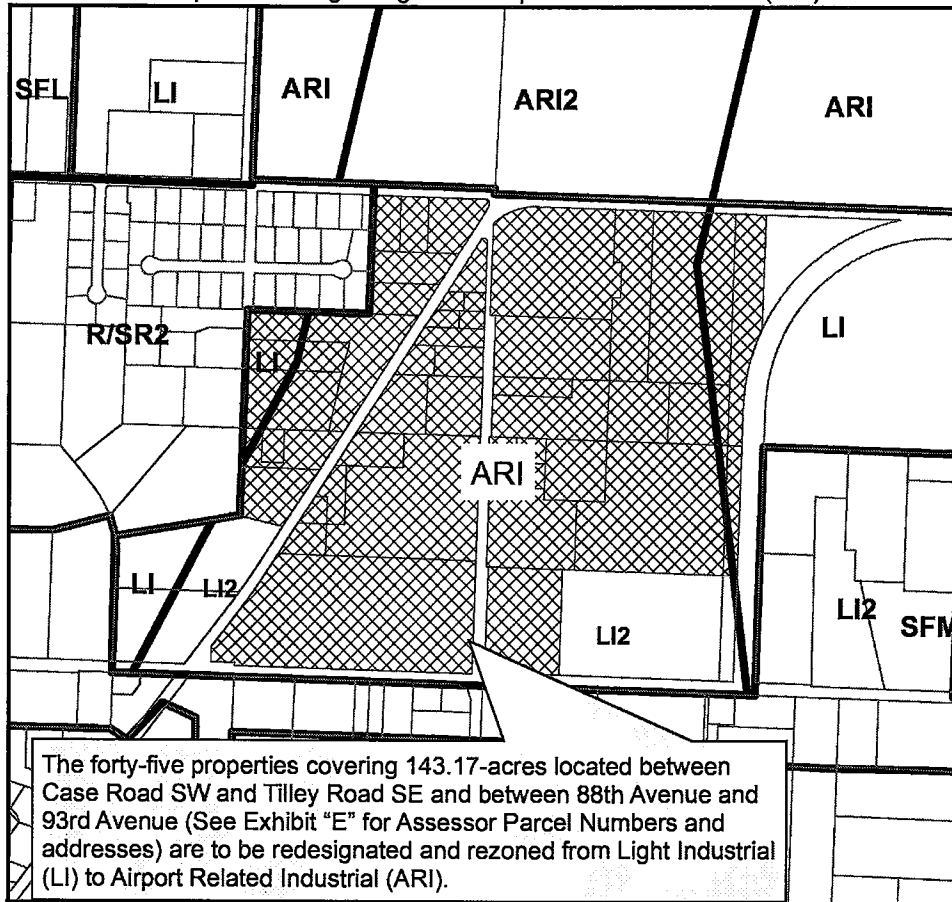 SFL
LI
ARI
ARI2
ARI
R/SR2
LI
LI
ARI
LI
LI2
LI2
LI2
SFM
The forty-five properties covering 143.17-acres located between
Case Road SW and Tilley Road SE and between 88th Avenue and
93rd Avenue (See Exhibit “E” for Assessor Parcel Numbers and
addresses) are to be redesignated and rezoned from Light Industrial
(LI) to Airport Related Industrial (ARI).